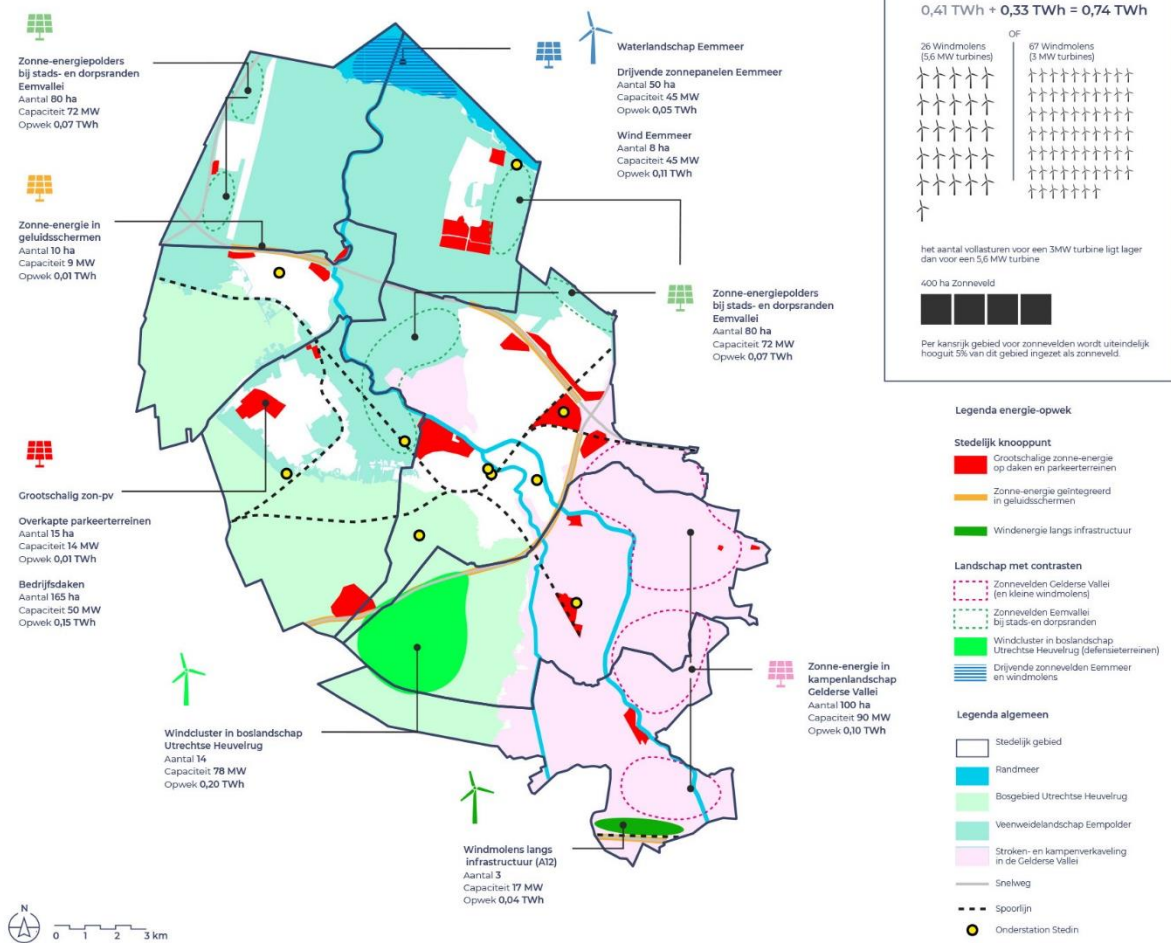 Zonne-energiepolders
bij stads- en dorpsranden
Eemvallei
Aantal 80 ha
Capaciteit 72 MW
Opwek 0,07 TWh
Zonne-energie in
geluidsschermen
Aantal 10 ha
Capaciteit 9 MW
Opwek 0,01 TWh
Grootschalig zon-pv
Overkapte parkeerterreinen
Aantal 15 ha
Capaciteit 14 MW
Opwek 0,01 TWh
Bedrijfsdaken
Aantal 165 ha
Capaciteit 50 MW
Opwek 0,15 TWh
Windcluster in boslandschap
Utrechtse Heuvelrug
Aantal 14
Capaciteit 78 MW
Opwek 0,20 TWh
Windmolens langs
infrastructuur (A12)
Aantal 3
Capaciteit 17 MW
Opwek 0,04 TWh
Waterlandschap Eemmeer
Drijvende zonnepanelen Eemmeer
Aantal 50 ha
Capaciteit 45 MW
Opwek 0,05 TWh
Wind Eemmeer
Aantal 8 ha
Capaciteit 45 MW
Opwek 0,11 TWh
Zonne-energiepolders
bij stads- en dorpsranden
Eemvallei
Aantal 80 ha
Capaciteit 72 MW
Opwek 0,07 TWh
Zonne-energie in
kampenlandschap
Gelderse Vallei
Aantal 100 ha
Capaciteit 90 MW
Opwek 0,10 TWh
0,41 TWh + 0,33 TWh = 0,74 TWh
OF
26 Windmolens
(5,6 MW turbines)
67 Windmolens
(3 MW turbines)
het aantal vollasturen voor een 3MW turbine ligt lager
dan voor een 5,6 MW turbine
400 ha Zonneveld
Per kansrijk gebied voor zonnevelden wordt uiteindelijk
hooguit 5% van dit gebied ingezet als zonneveld.
Legenda energie-opwek
Stedelijk knooppunt
Grootschalige zonne-energie
op daken en parkeerterreinen
Zonne-energie geïntegreerd
in geluidsschermen
Windenergie langs infrastructuur
Landschap met contrasten
Zonnevelden Gelderse Vallei
(en kleine windmolens)
Zonnevelden Eemvallei
bij stads- en dorpsranden
Windcluster in boslandschap
Utrechtse Heuvelrug (defensieterreinen)
Drijvende zonnevelden Eemmeer
en windmolens
Legenda algemeen
Stedelijk gebied
Randmeer
Bosgebied Utrechtse Heuvelrug
Veenweidelandschap Eempolder
Stroken- en kampenverkaveling
in de Gelderse Vallei
Snelweg
Spoorlijn
Onderstation Stedin
N
0 1 2 3 km